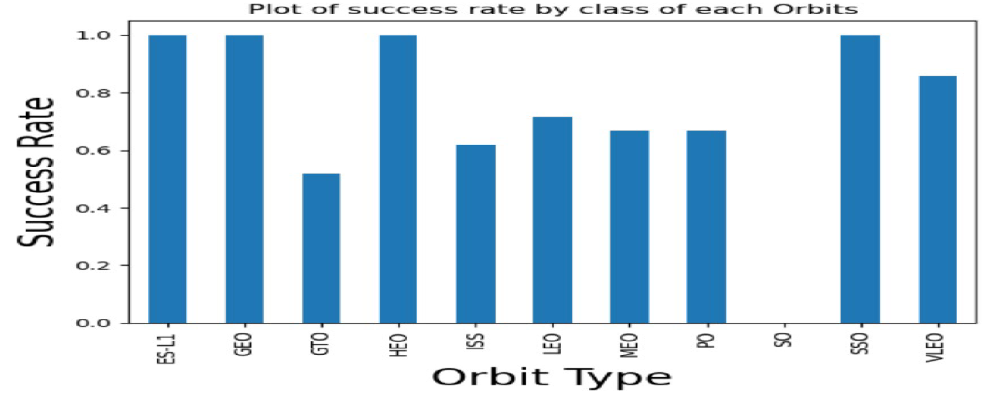 Plot of success rate by class of each Orbits
Success Rate
1.0
0.8
0.6
0.4
0.2
0.0
ES-L1
GEO
GTO
HEO
ISS
LEO
MEO
PO
SO
SSO
VLEO
Orbit Type